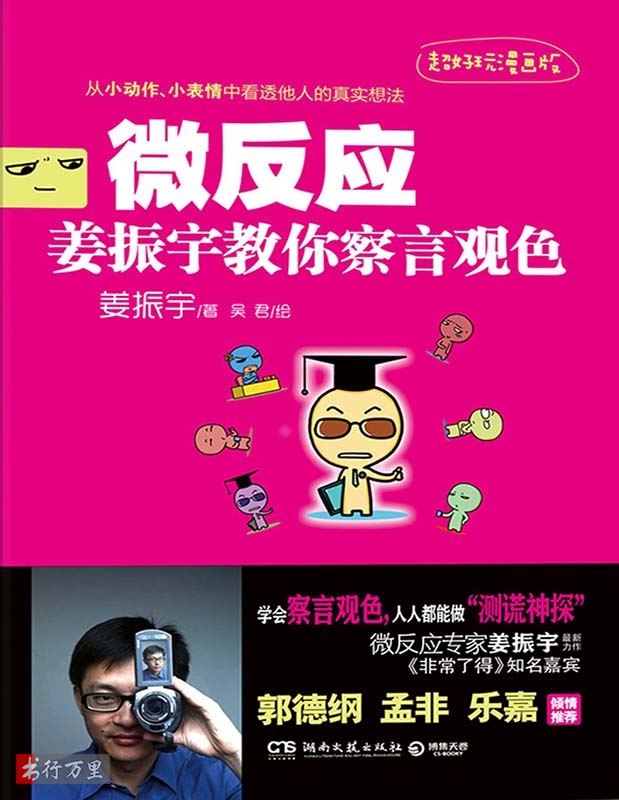 超好玩漫画版
从小动作、小表情中看透他人的真实想法
微反应
姜振宇教你察言观色
姜振宇/著 吴 君/绘
学会察言观色,人人都能做“测谎神探”
微反应专家姜振宇最新力作
《非常了得》知名嘉宾
郭德纲 孟非 乐嘉 倾情推荐
湖南文艺出版社 博集天卷
CS-BOOKY
书行万里